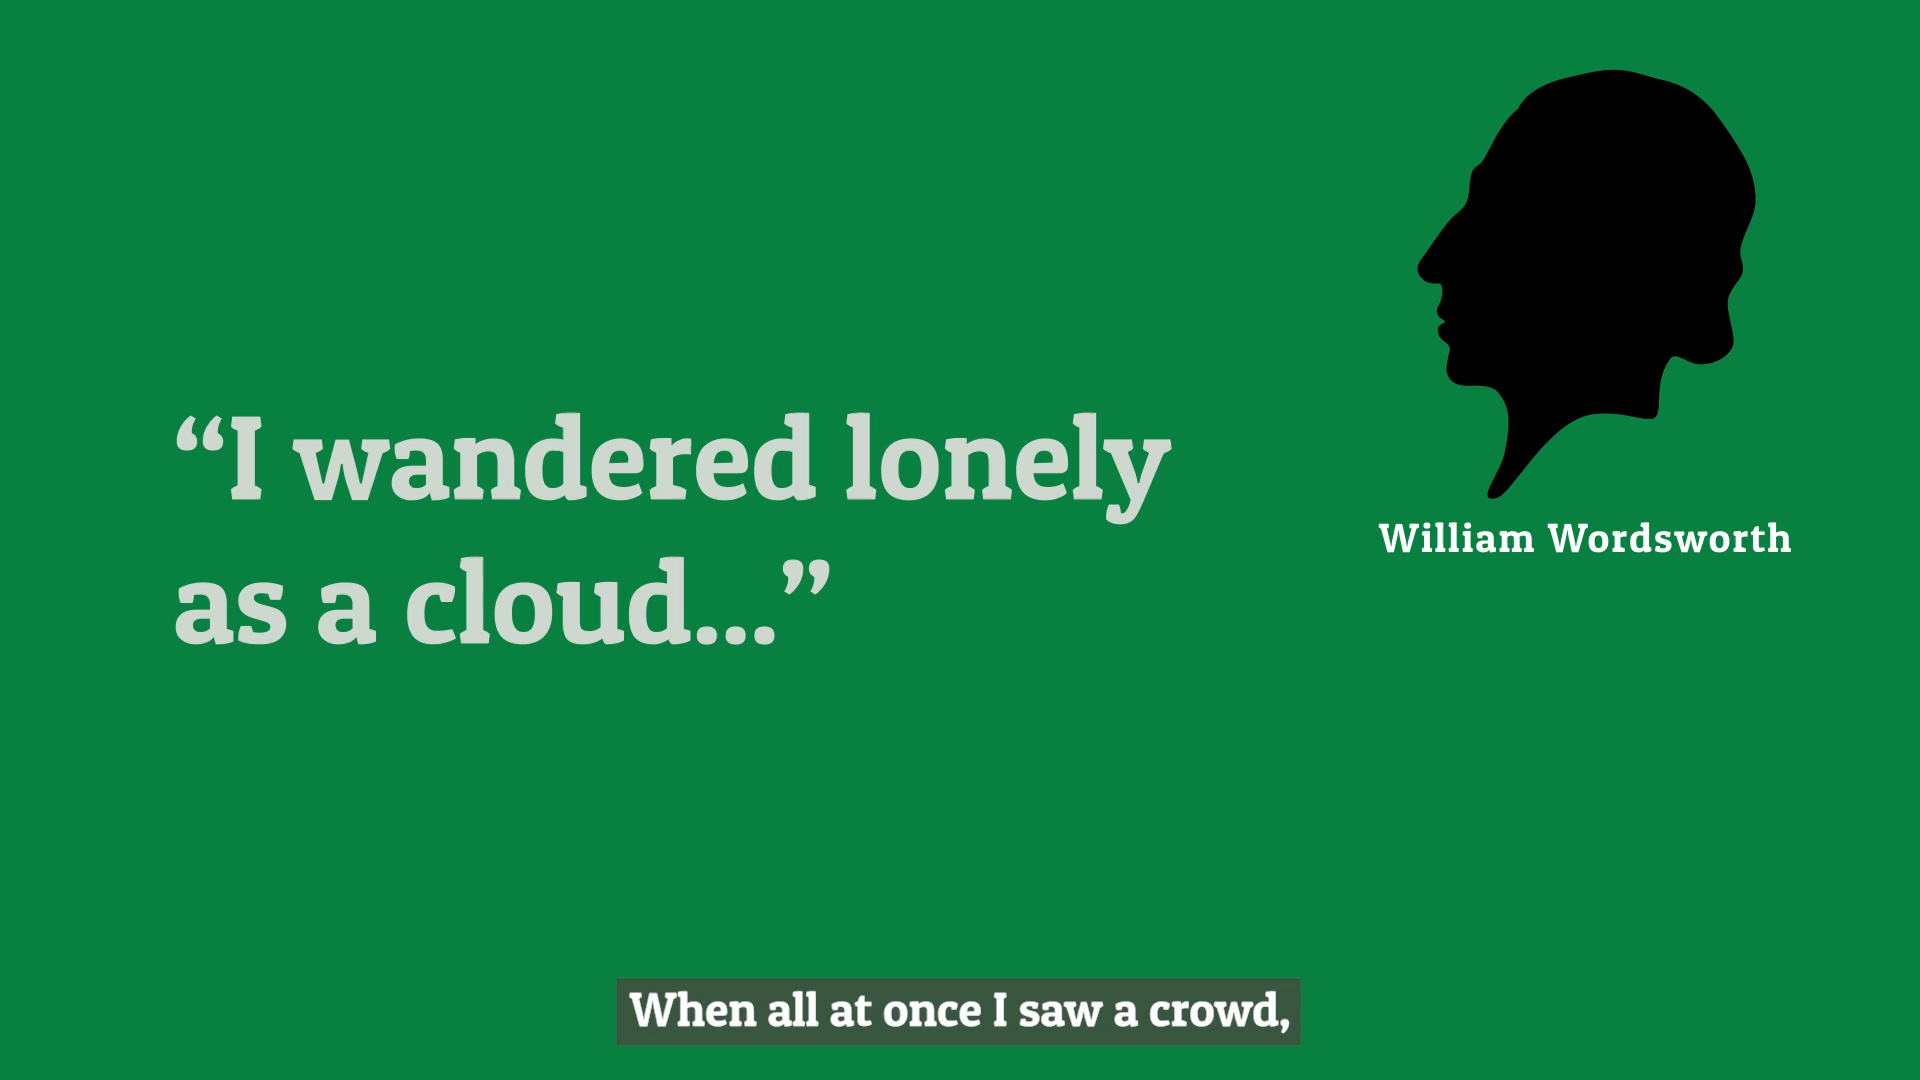 “I wandered lonely
as a cloud...”
William Wordsworth
When all at once I saw a crowd,